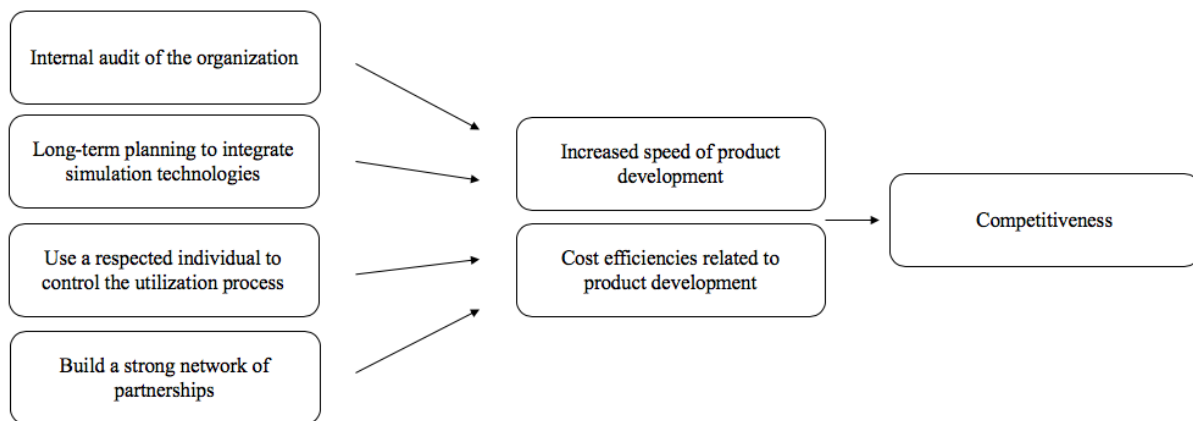 Internal audit of the organization
Long-term planning to integrate
simulation technologies
Use a respected individual to
control the utilization process
Build a strong network of
partnerships
Increased speed of product
development
Cost efficiencies related to
product development
Competitiveness